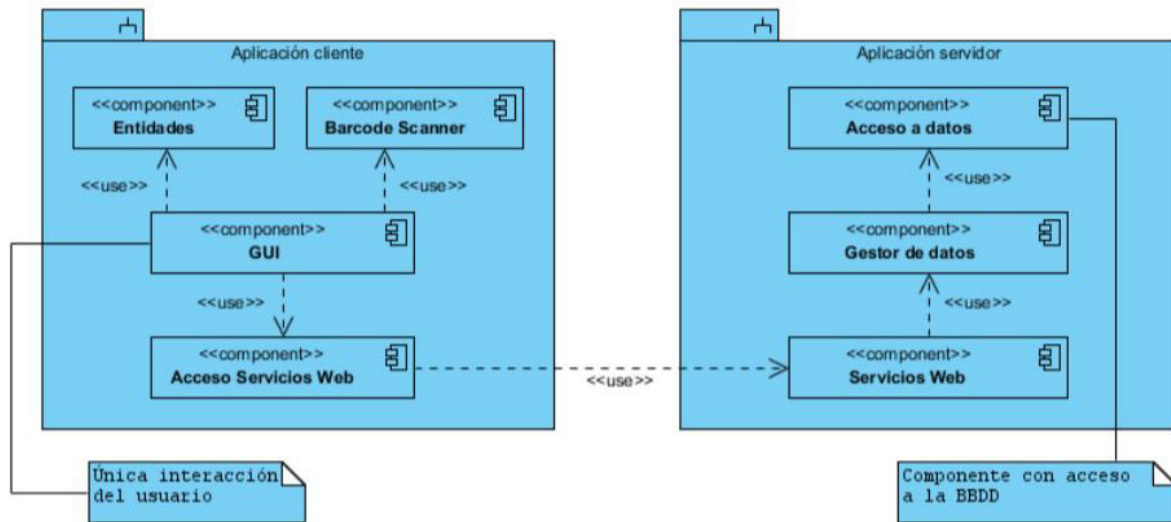 Aplicación cliente
<<component>>
Entidades
<<component>>
Barcode Scanner
<<use>>
<<use>>
<<component>>
GUI
<<use>>
<<component>>
Acceso Servicios Web
Única interacción
del usuario
<<use>>
Aplicación servidor
<<component>>
Acceso a datos
<<use>>
<<component>>
Gestor de datos
<<use>>
<<component>>
Servicios Web
Componente con acceso
a la BBDD